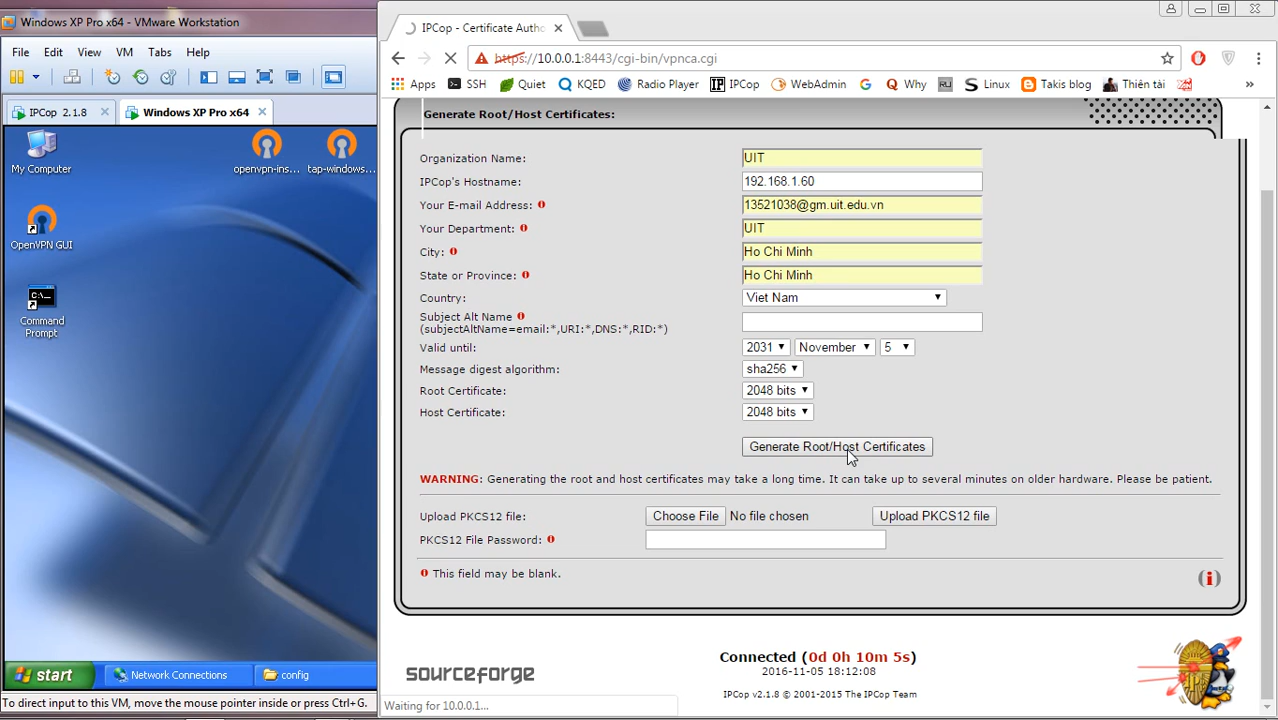 Windows XP Pro x64 - VMware Workstation
File Edit View VM Tabs Help
IPCop 2.1.8
Windows XP Pro x64
My Computer
openvpn-ins...
tap-windows...
OpenVPN GUI
C:\_
Command
Prompt
start
Network Connections
config
To direct input to this VM, move the mouse pointer inside or press Ctrl+G.
IPCop - Certificate Autho
https://10.0.0.1:8443/cgi-bin/vpnca.cgi
Apps SSH Quiet KQED Radio Player IPCop WebAdmin Why Linux Takis blog Thiên tài »
Generate Root/Host Certificates:
Organization Name: UIT
IPCop's Hostname: 192.168.1.60
Your E-mail Address: 13521038@gm.uit.edu.vn
Your Department: UIT
City: Ho Chi Minh
State or Province: Ho Chi Minh
Country: Viet Nam
Subject Alt Name
(subjectAltName=email:*,URI:*,DNS:*,RID:*)
Valid until: 2031 November 5
Message digest algorithm: sha256
Root Certificate: 2048 bits
Host Certificate: 2048 bits
Generate Root/Host Certificates
WARNING: Generating the root and host certificates may take a long time. It can take up to several minutes on older hardware. Please be patient.
Upload PKCS12 file: Choose File No file chosen Upload PKCS12 file
PKCS12 File Password:
This field may be blank.
sourceforge
Connected (0d 0h 10m 5s)
2016-11-05 18:12:08
IPCop v2.1.8 © 2001-2015 The IPCop Team
Waiting for 10.0.0.1...